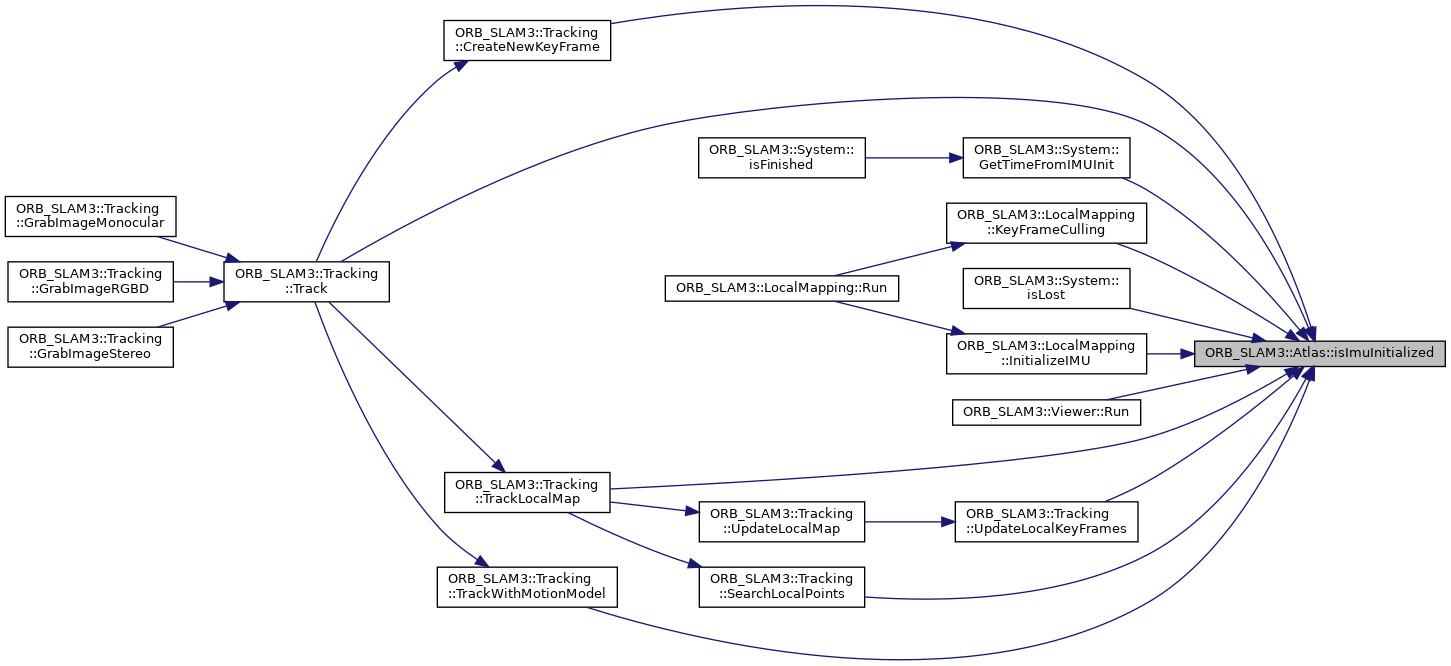 ORB_SLAM3::Tracking
::CreateNewKeyFrame
ORB_SLAM3::System::
isFinished
ORB_SLAM3::System::
GetTimeFromIMUInit
ORB_SLAM3::Tracking
::GrabImageMonocular
ORB_SLAM3::LocalMapping
::KeyFrameCulling
ORB_SLAM3::Tracking
::GrabImageRGBD
ORB_SLAM3::Tracking
::Track
ORB_SLAM3::LocalMapping::Run
ORB_SLAM3::System::
isLost
ORB_SLAM3::Tracking
::GrabImageStereo
ORB_SLAM3::LocalMapping
::InitializeIMU
ORB_SLAM3::Atlas::isImuInitialized
ORB_SLAM3::Viewer::Run
ORB_SLAM3::Tracking
::TrackLocalMap
ORB_SLAM3::Tracking
::UpdateLocalMap
ORB_SLAM3::Tracking
::UpdateLocalKeyFrames
ORB_SLAM3::Tracking
::TrackWithMotionModel
ORB_SLAM3::Tracking
::SearchLocalPoints